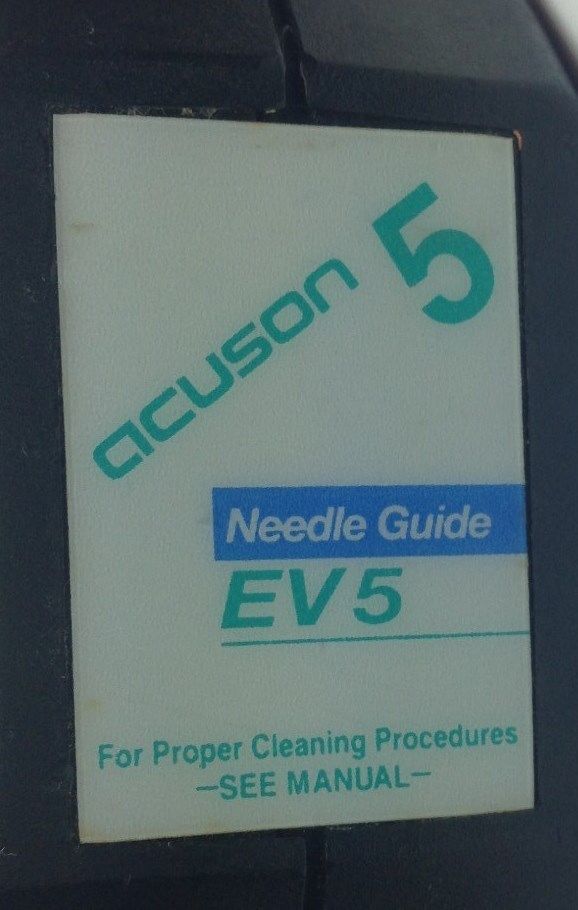 acuson 5
Needle Guide
EV5
For Proper Cleaning Procedures
—SEE MANUAL—